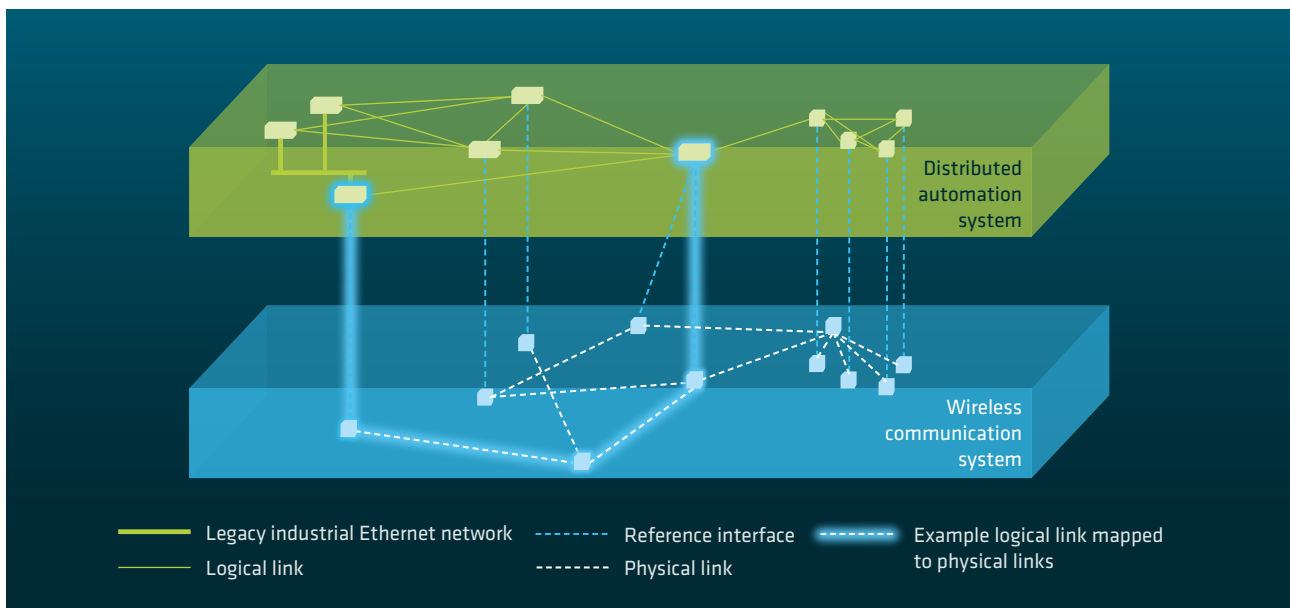 Distributed
automation
system
Wireless
communication
system
Legacy industrial Ethernet network
Logical link
Reference interface
Physical link
Example logical link mapped
to physical links